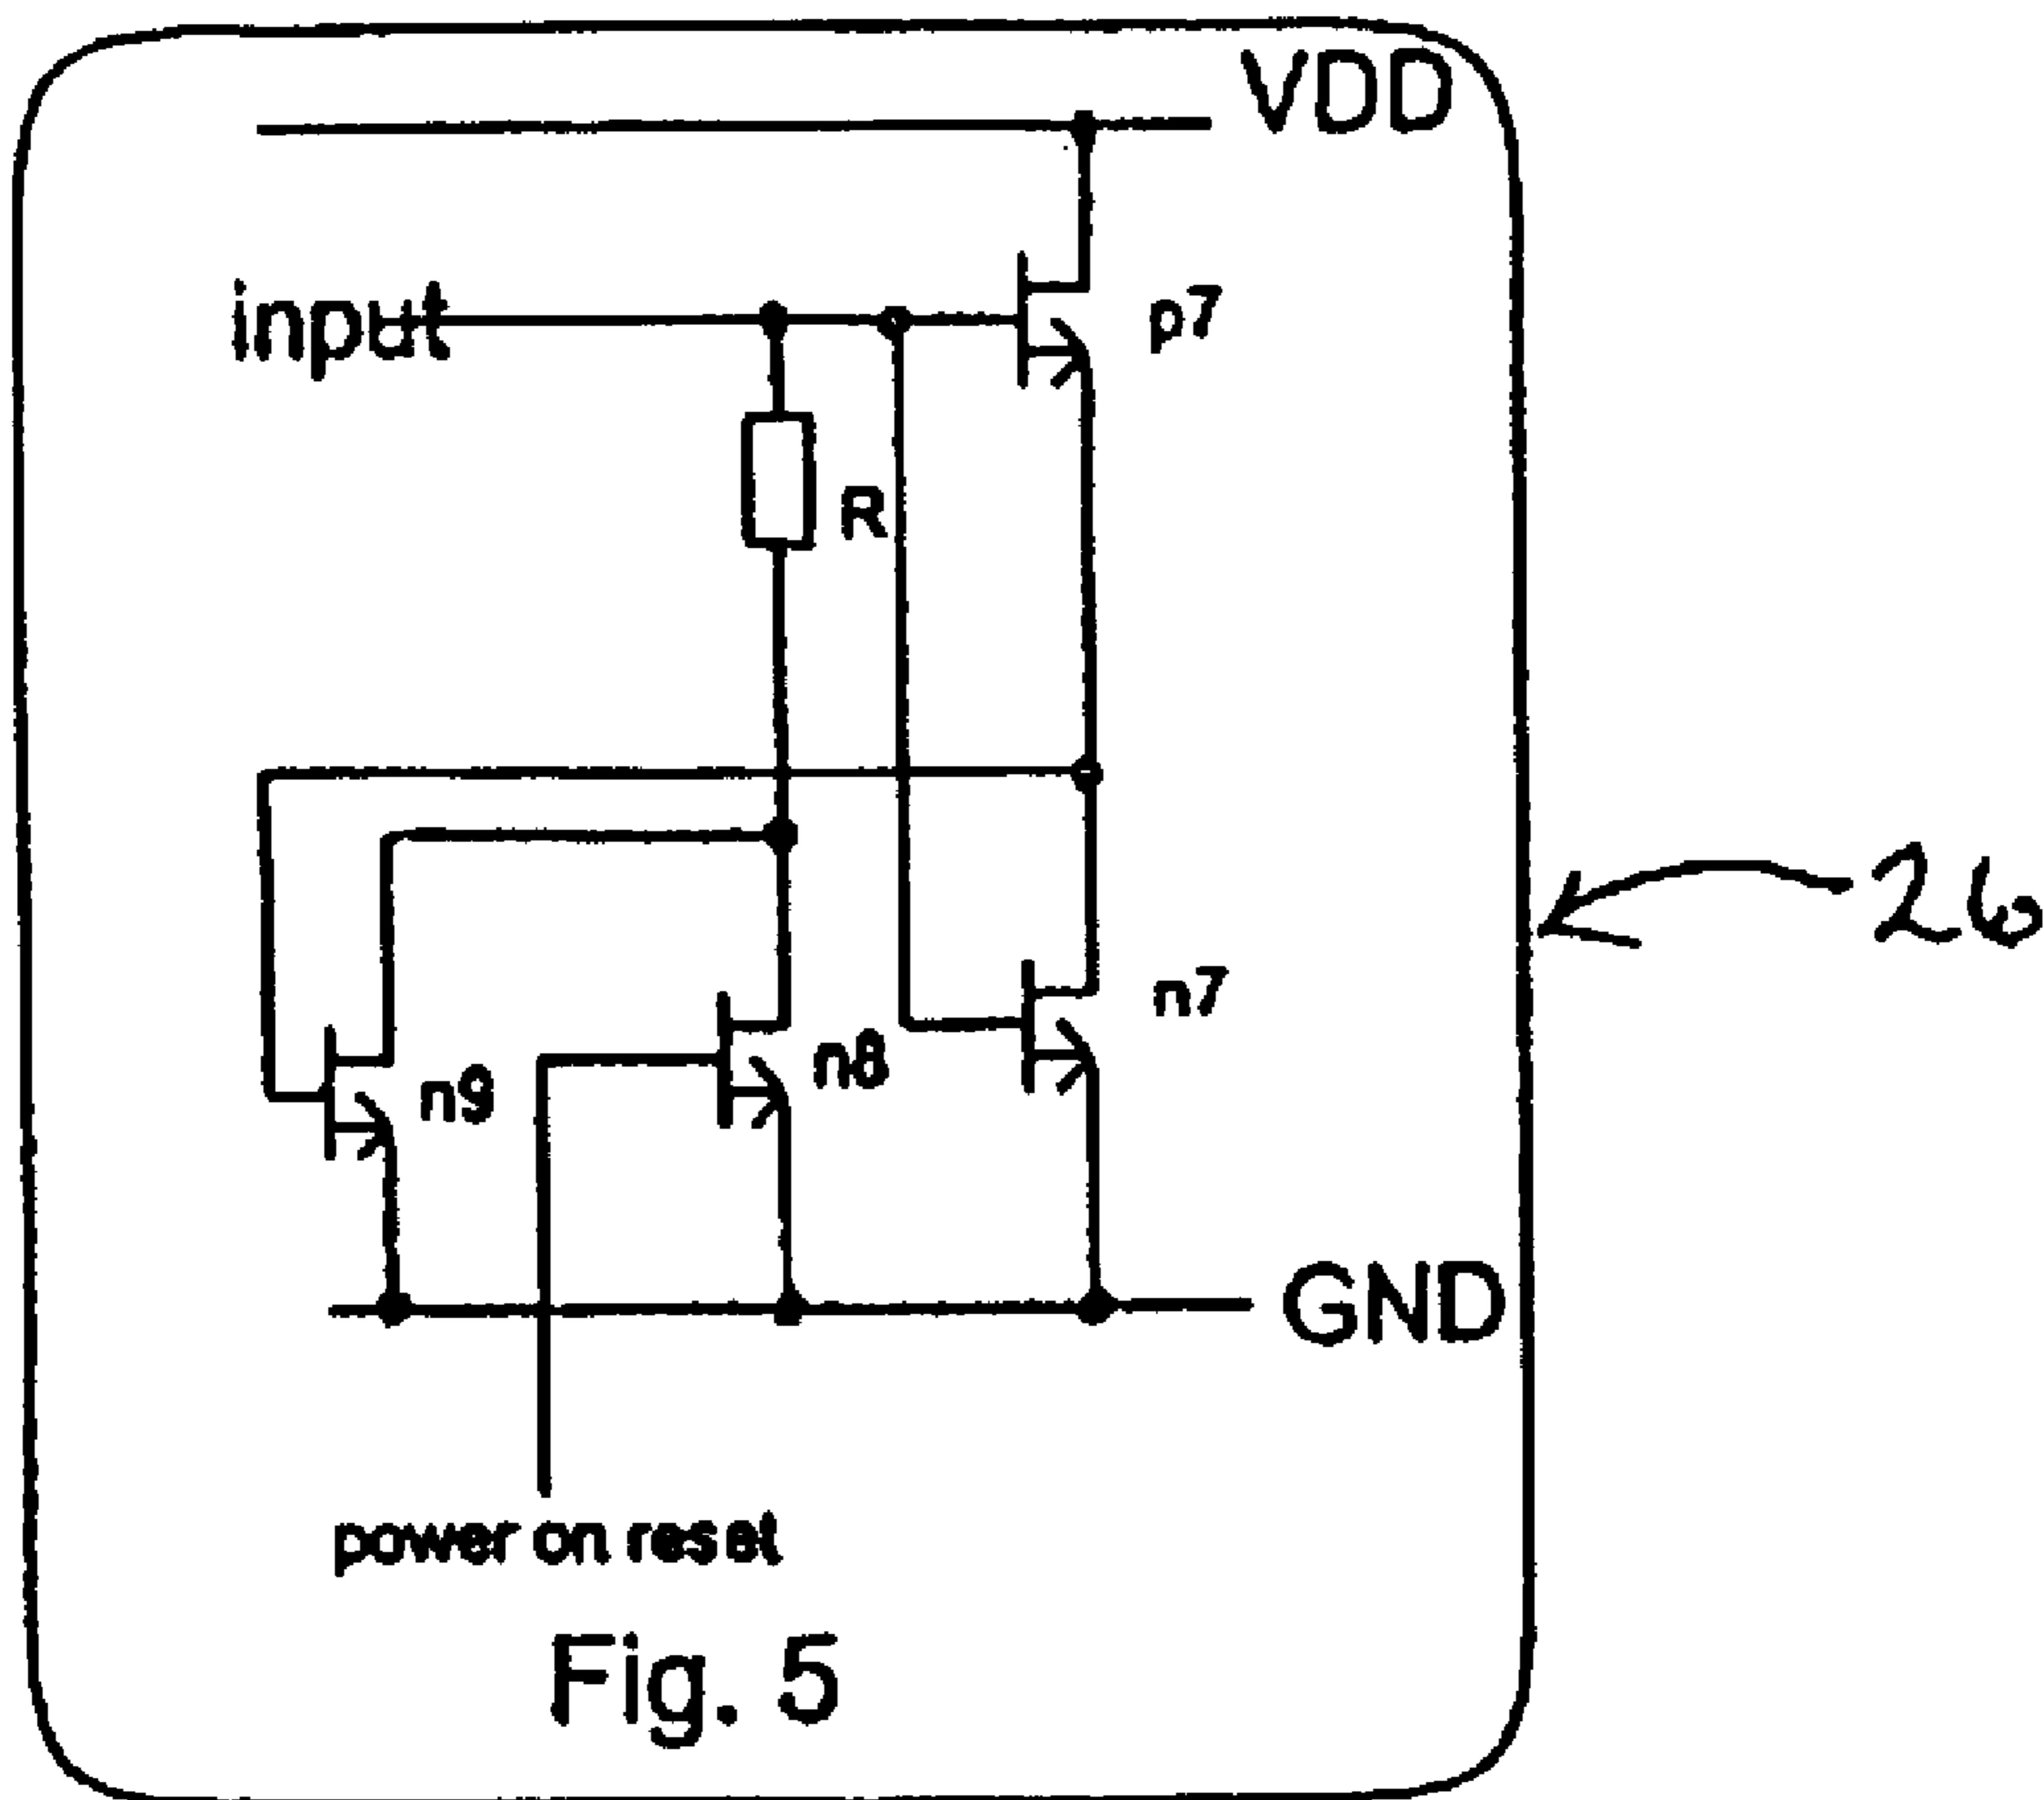 VDD
input
p7
R
26
n7
n8
n9
GND
power on reset
Fig. 5